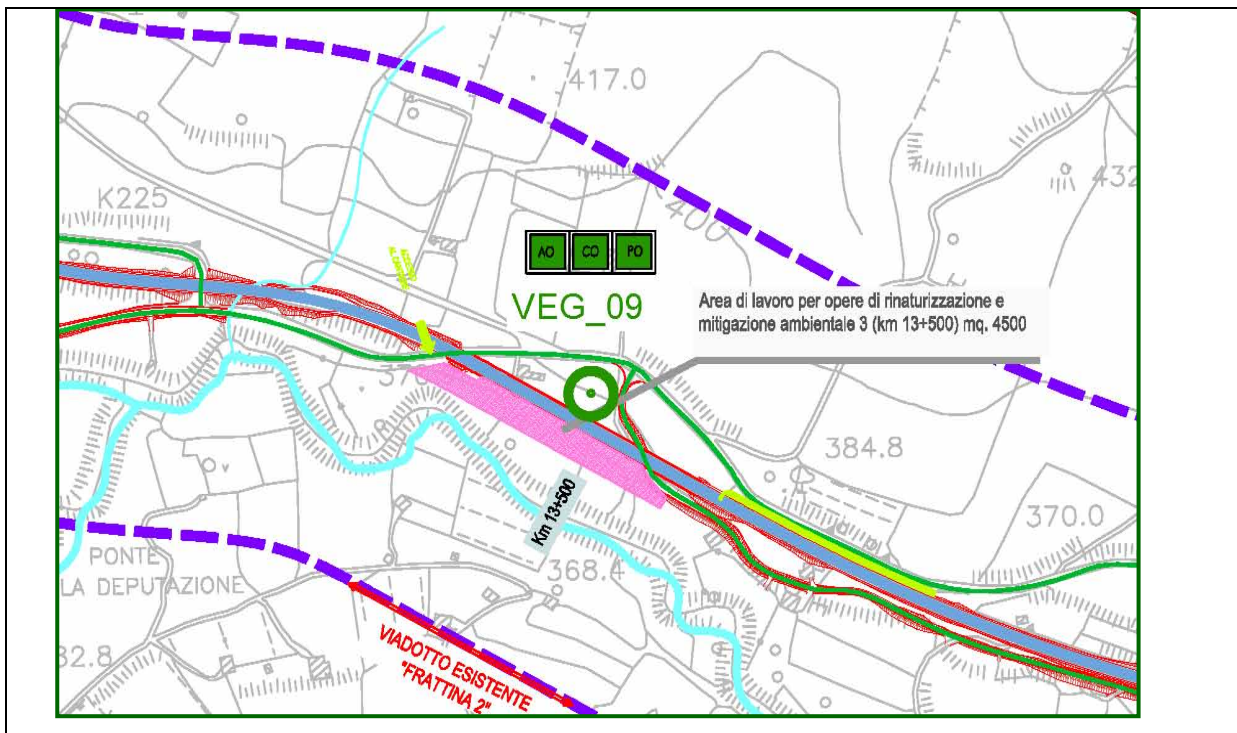 417.0
432
K225
400
AO CO PO
VEG_09
Area di lavoro per opere di rinaturizzazione e
mitigazione ambientale 3 (km 13+500) mq. 4500
384.8
Km 13+500
370.0
PONTE
LA DEPUTAZIONE
368.4
VIADOTTO ESISTENTE
"FRATTINA 2"
32.8